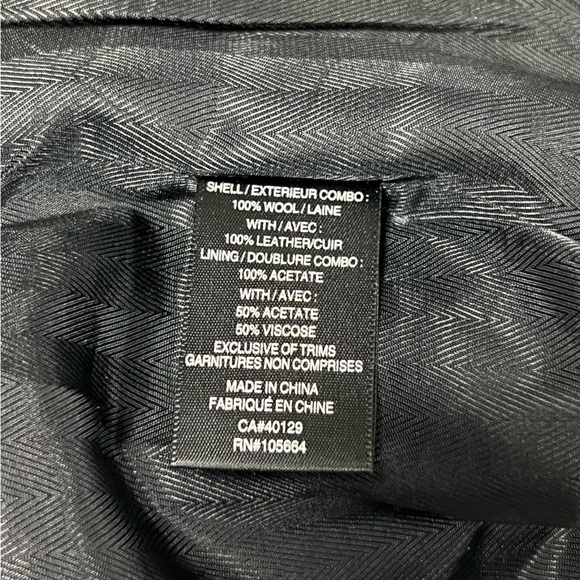 SHELL / EXTERIEUR COMBO :
100% WOOL / LAINE
WITH / AVEC :
100% LEATHER/CUIR
LINING / DOUBLURE COMBO :
100% ACETATE
WITH / AVEC :
50% ACETATE
50% VISCOSE
EXCLUSIVE OF TRIMS
GARNITURES NON COMPRISES
MADE IN CHINA
FABRIQUÉ EN CHINE
CA#40129
RN#105664